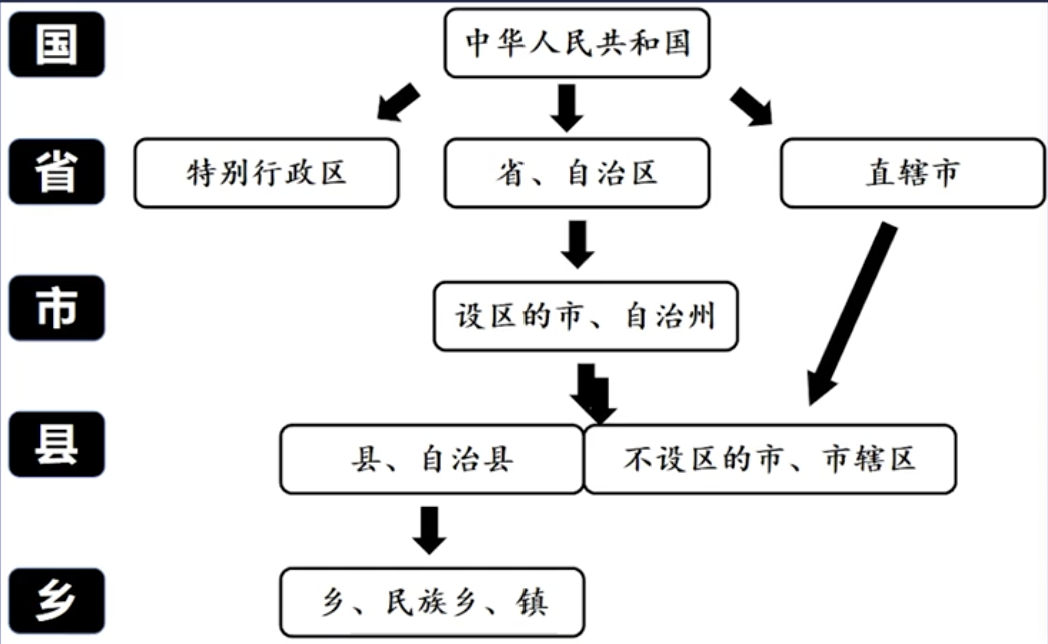 国
中华人民共和国
省
特别行政区
省、自治区
直辖市
市
设区的市、自治州
县
县、自治县
不设区的市、市辖区
乡
乡、民族乡、镇